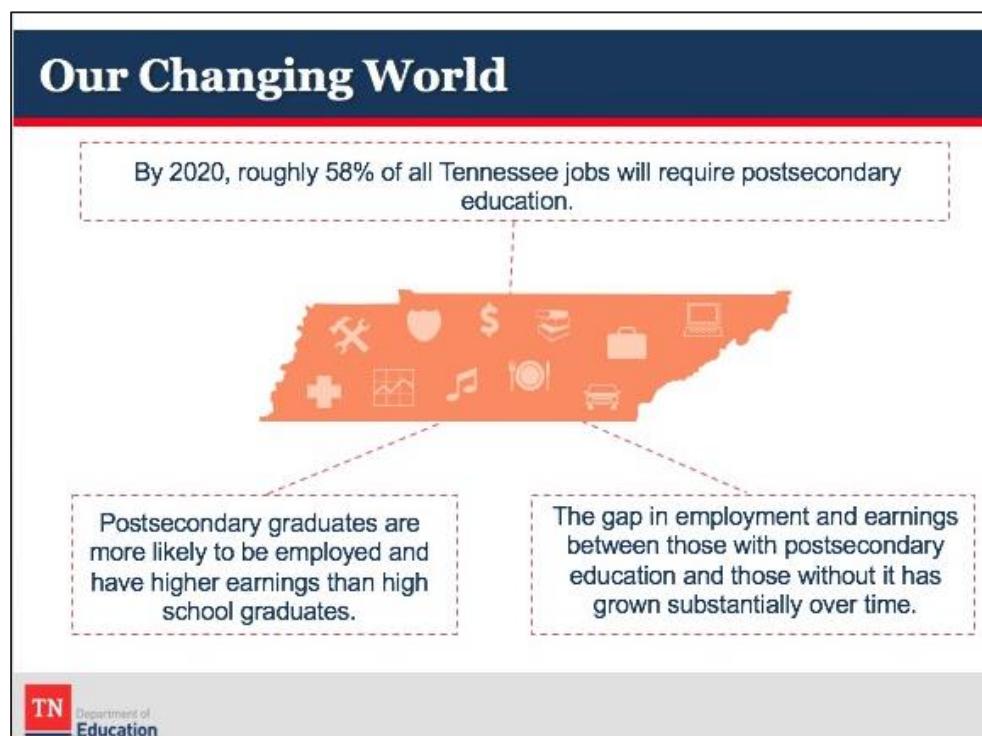 Our Changing World
By 2020, roughly 58% of all Tennessee jobs will require postsecondary
education.
$
Postsecondary graduates are
more likely to be employed and
have higher earnings than high
school graduates.
The gap in employment and earnings
between those with postsecondary
education and those without it has
grown substantially over time.
TN
Department of
Education